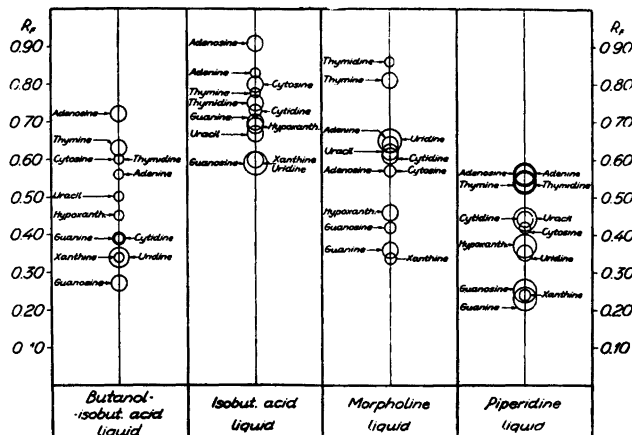 R_F R_F
0.90 Adenosine 0.90
Thymidine
Adenine
0.80 Cytosine Thymine 0.80
Thymine
Thymidine
Adenosine Cytidine
0.70 Guanine 0.70
Hypoxanth.
Uracil Adenine Uridine
Thymine
Uracil
0.60 Cytosine Thymidine Guanosine Xanthine Cytidine 0.60
Uridine
Adenine Adenosine Cytosine Adenosine Adenine
Thymine Thymidine
0.50 Uracil 0.50
Hypoxanth. Hypoxanth. Cytidine Uracil
Guanosine Cytosine
0.40 Guanine Cytidine 0.40
Hypoxanth.
Xanthine Uridine Guanine Uridine
Xanthine
0.30 0.30
Guanosine
Guanosine Xanthine
Guanine
0.20 0.20
0.10 0.10
Butanol- Isobut. acid Morpholine Piperidine
-isobut. acid liquid liquid liquid
liquid